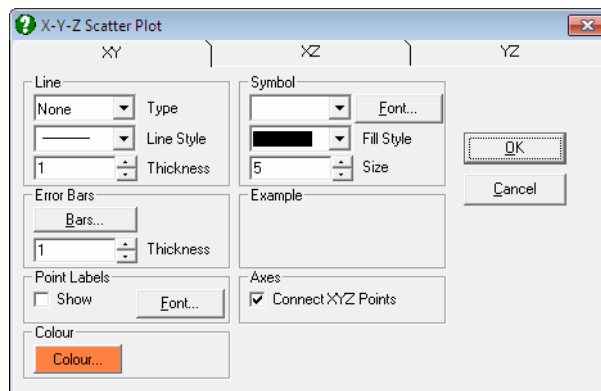 X-Y-Z Scatter Plot
XY XZ YZ
Line
None Type
Line Style
1 Thickness
Symbol
Font...
Fill Style
5 Size
OK
Cancel
Error Bars
Bars...
1 Thickness
Example
Point Labels
Show Font...
Axes
Connect XYZ Points
Colour
Colour...